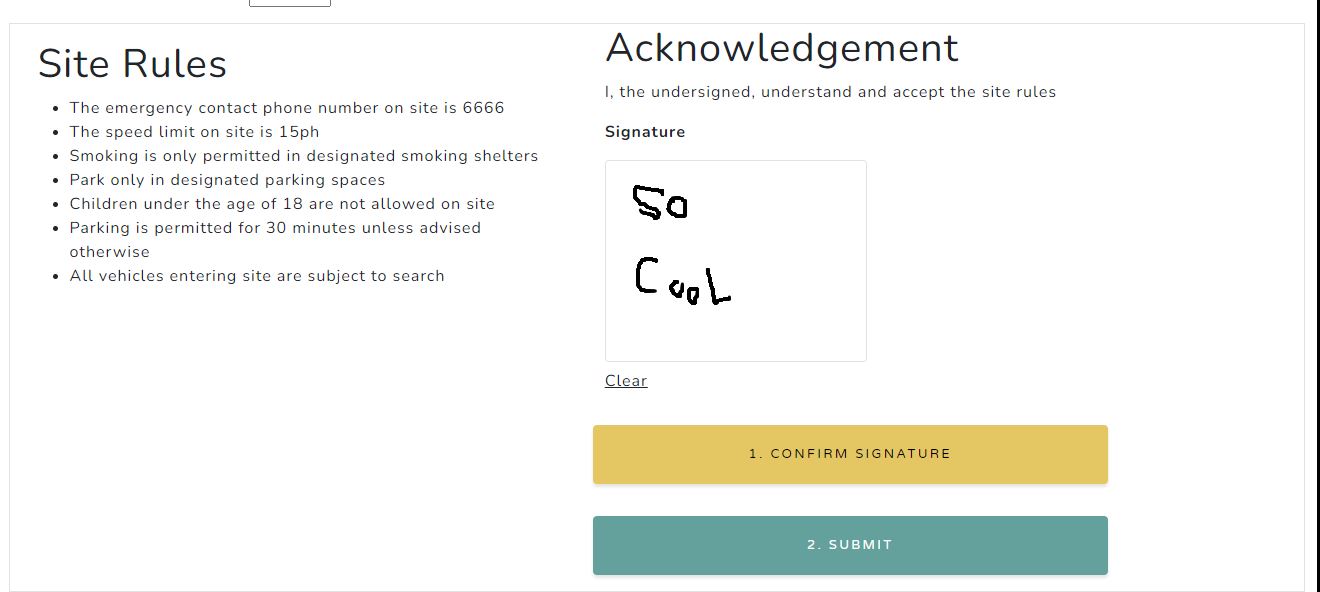 Site Rules
The emergency contact phone number on site is 6666
The speed limit on site is 15ph
Smoking is only permitted in designated smoking shelters
Park only in designated parking spaces
Children under the age of 18 are not allowed on site
Parking is permitted for 30 minutes unless advised
otherwise
All vehicles entering site are subject to search
Acknowledgement
I, the undersigned, understand and accept the site rules
Signature
So
CooL
Clear
1. CONFIRM SIGNATURE
2. SUBMIT